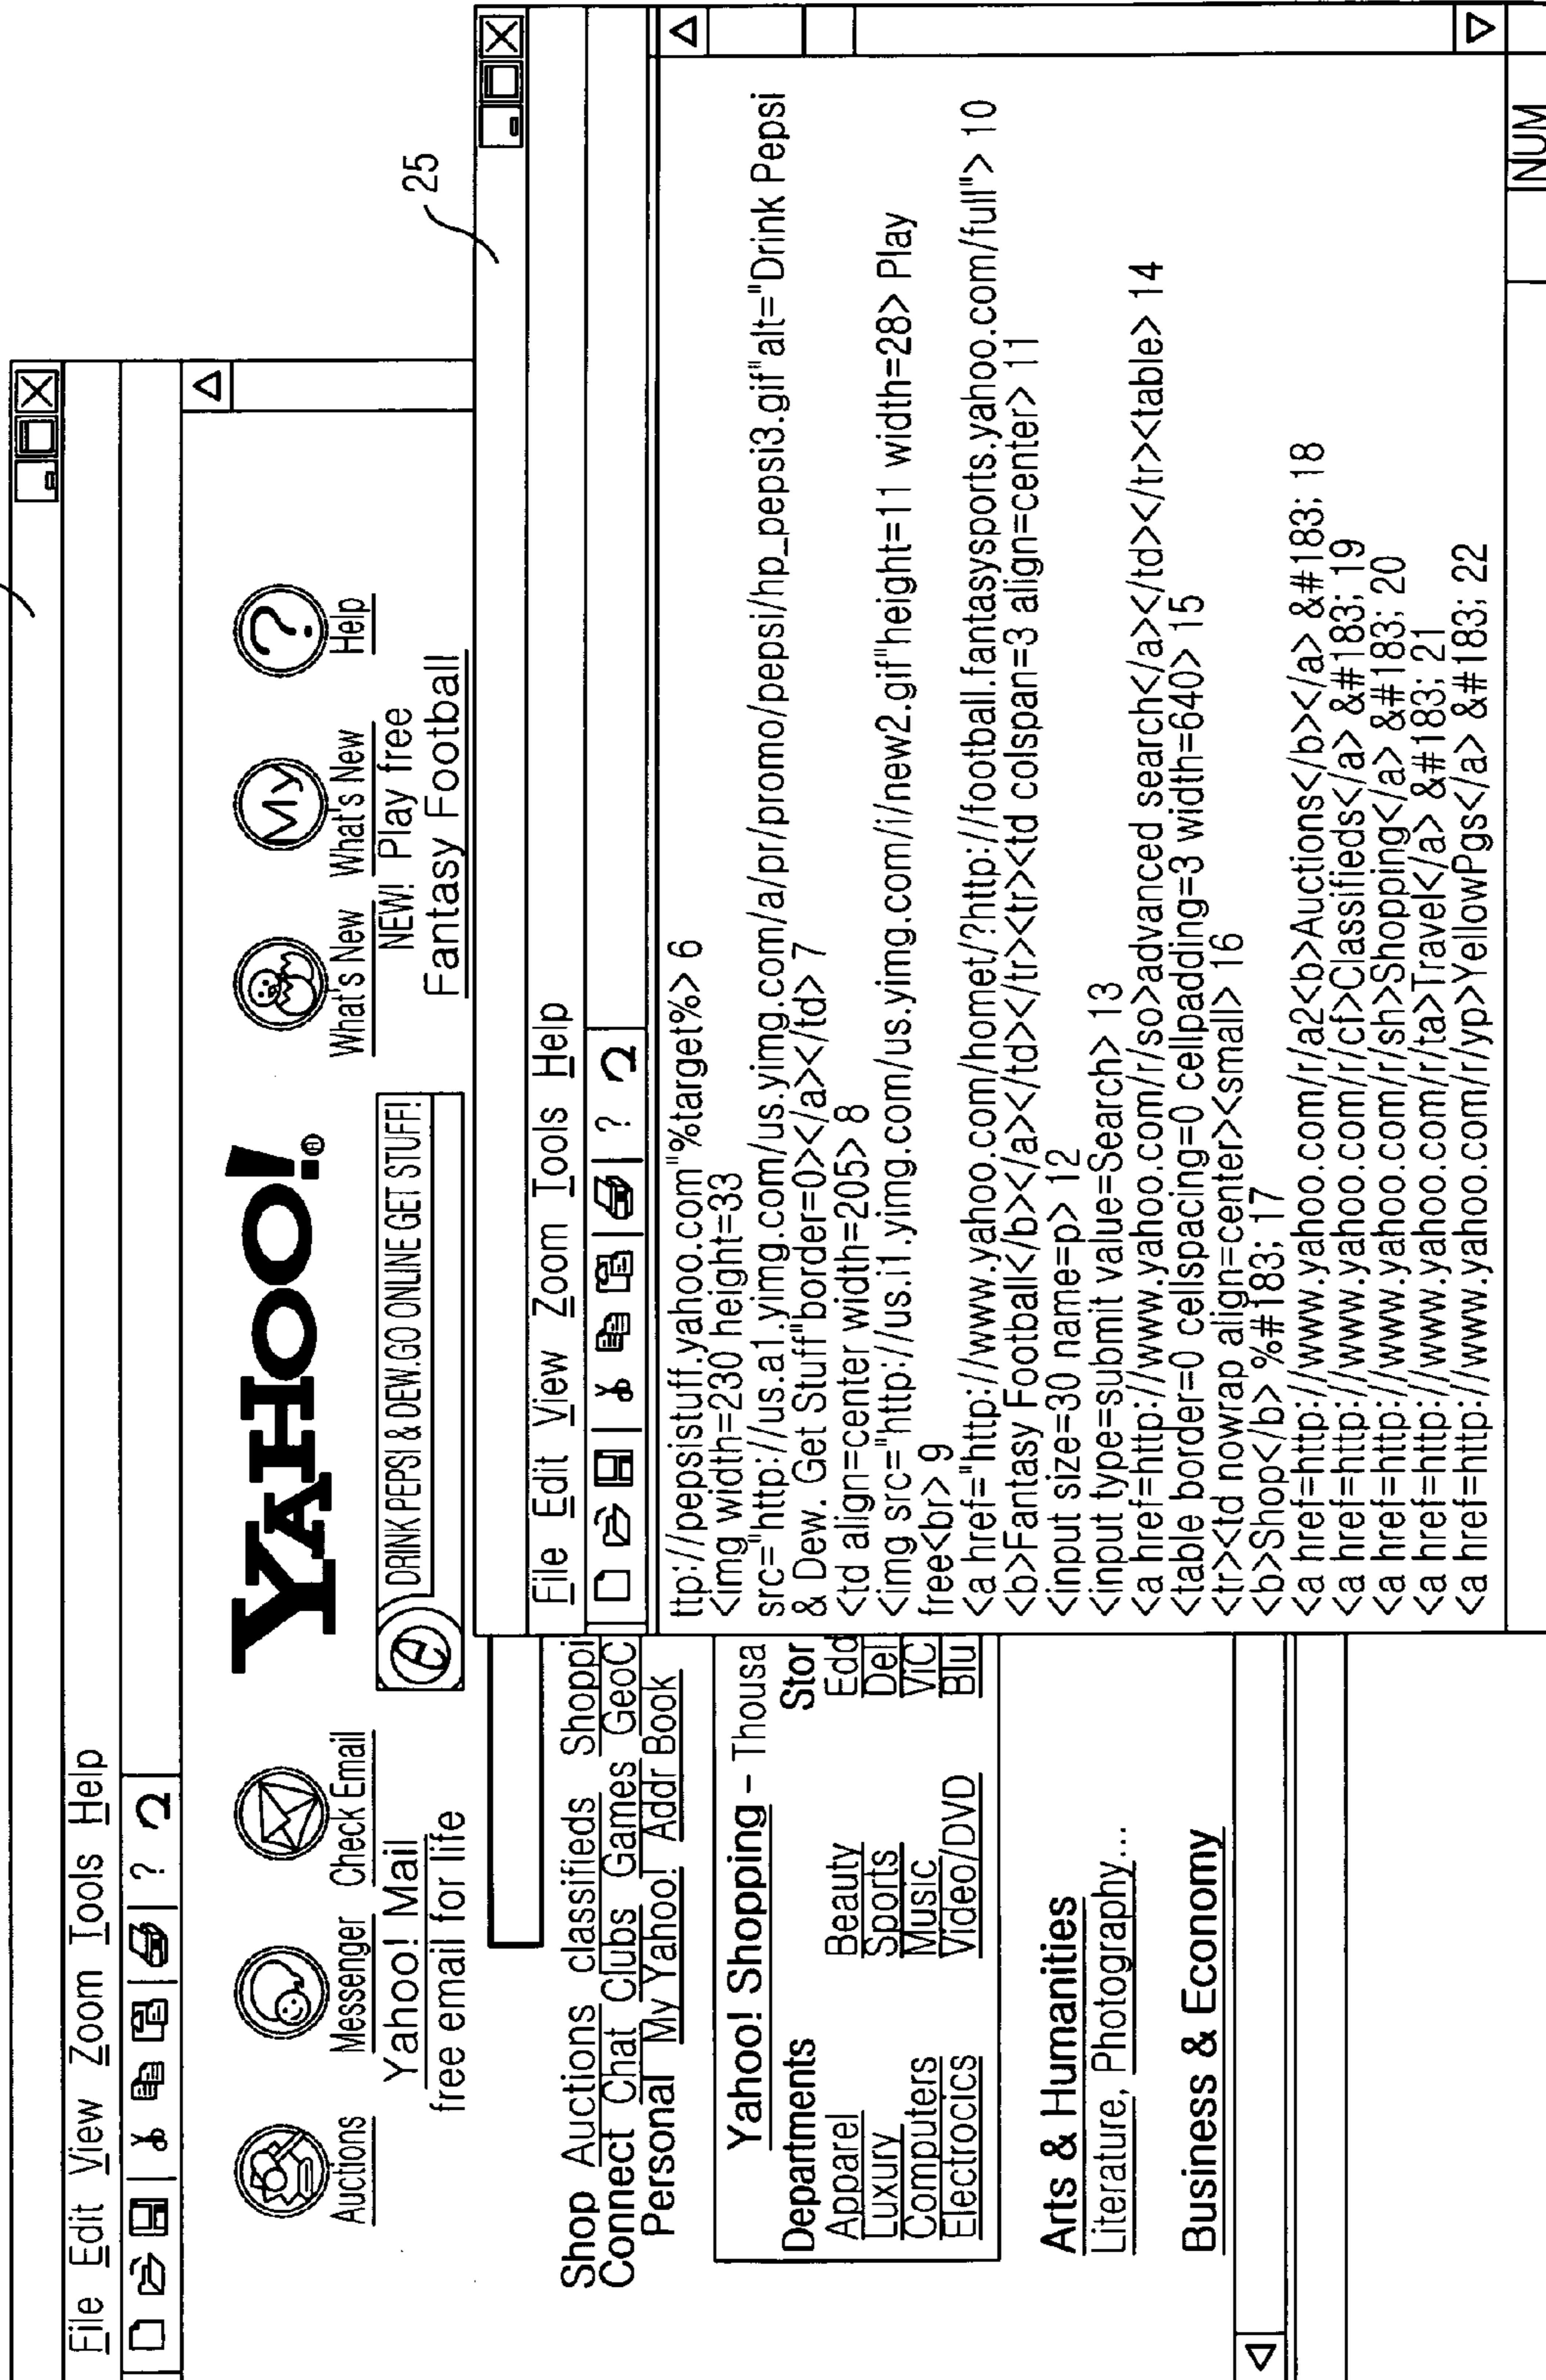 File Edit View Zoom Tools Help
?
Auctions Messenger Check Email
YAHOO!®
My ?
What's New What's New Help
Yahoo! Mail
free email for life
DRINK PEPSI & DEW.GO ONLINE GET STUFF!
NEW! Play free
Fantasy Football
25
Shop Auctions classifieds Shoppi
Connect Chat Clubs Games GeoC
Personal My Yahoo! Addr Book
Yahoo! Shopping – Thousa
Departments Stor
Apparel Beauty Edd
Luxury Sports Del
Computers Music ViC
Electrocics Video/DVD Blu
Arts & Humanities
Literature, Photography...
Business & Economy
File Edit View Zoom Tools Help
?
ttp://pepsistuff.yahoo.com"%target%> 6
<img width=230 height=33
src="http://us.a1.yimg.com/us.yimg.com/a/pr/promo/pepsi/hp_pepsi3.gif"alt="Drink Pepsi
& Dew. Get Stuff"border=0></a></td> 7
<td align=center width=205> 8
<img src="http://us.i1.yimg.com/us.yimg.com/i/new2.gif"height=11 width=28> Play
free<br> 9
<a href="http://www.yahoo.com/homet/?http://football.fantasysports.yahoo.com/full"> 10
<b>Fantasy Football</b></a></td></tr><tr><td colspan=3 align=center> 11
<input size=30 name=p> 12
<input type=submit value=Search> 13
<a href=http://www.yahoo.com/r/so>advanced search</a></td></tr><table> 14
<table border=0 cellspacing=0 cellpadding=3 width=640> 15
<tr><td nowrap align=center><small> 16
<b>Shop</b> %#183; 17
<a href=http://www.yahoo.com/r/a2<b>Auctions</b></a> &#183; 18
<a href=http://www.yahoo.com/r/cf>Classifieds</a> &#183; 19
<a href=http://www.yahoo.com/r/sh>Shopping</a> &#183; 20
<a href=http://www.yahoo.com/r/ta>Travel</a> &#183; 21
<a href=http://www.yahoo.com/r/yp>YellowPgs</a> &#183; 22
NUM